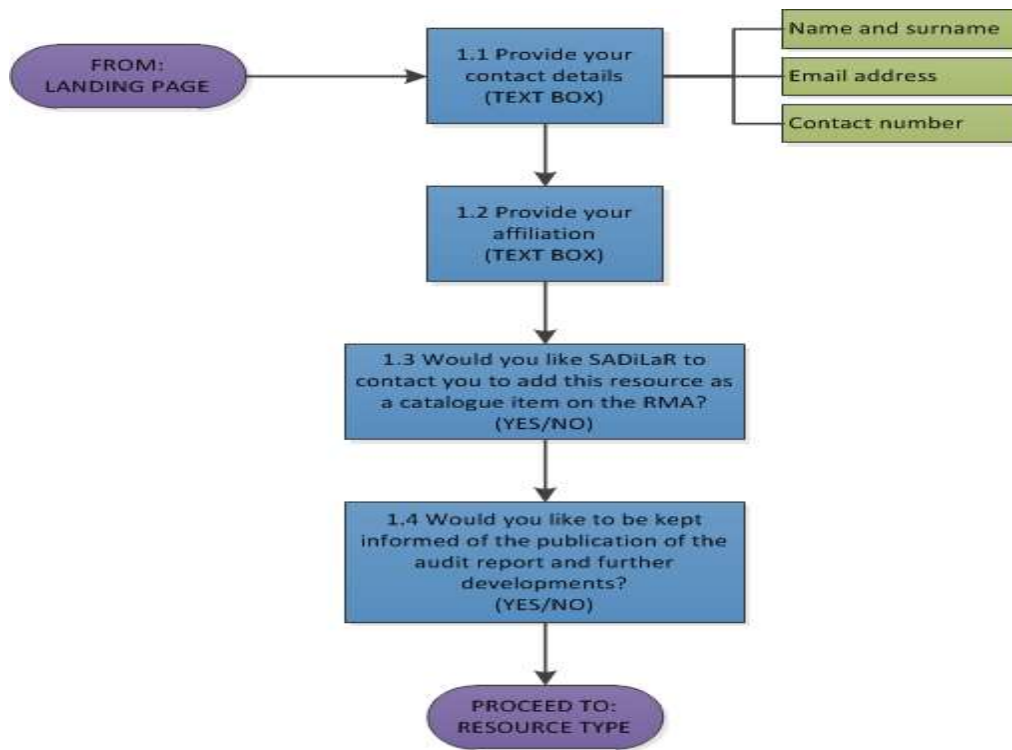 FROM:
LANDING PAGE
1.1 Provide your
contact details
(TEXT BOX)
Name and surname
Email address
Contact number
1.2 Provide your
affiliation
(TEXT BOX)
1.3 Would you like SADiLaR to
contact you to add this resource as
a catalogue item on the RMA?
(YES/NO)
1.4 Would you like to be kept
informed of the publication of the
audit report and further
developments?
(YES/NO)
PROCEED TO:
RESOURCE TYPE